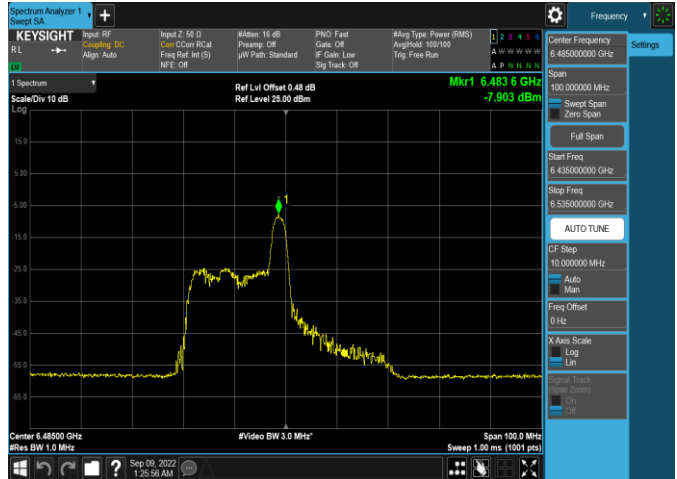 Spectrum Analyzer 1
Swept SA
+
Frequency
KEYSIGHT
RL
Input: RF
Coupling: DC
Align: Auto
Input Z: 50 Ω
Corr CCorr RCal
Freq Ref: Int (S)
NFE: Off
#Atten: 16 dB
Preamp: Off
µW Path: Standard
PNO: Fast
Gate: Off
IF Gain: Low
Sig Track: Off
#Avg Type: Power (RMS)
Avg|Hold: 100/100
Trig: Free Run
1 2 3 4 5 6
A W W W W W
A P N N N N
1 Spectrum
Scale/Div 10 dB
Log
Ref Lvl Offset 0.48 dB
Ref Level 25.00 dBm
Mkr1 6.483 6 GHz
-7.903 dBm
15.0
5.00
-5.00
-15.0
-25.0
-35.0
-45.0
-55.0
-65.0
1
Center 6.48500 GHz
#Res BW 1.0 MHz
#Video BW 3.0 MHz*
Span 100.0 MHz
Sweep 1.00 ms (1001 pts)
?
Sep 09, 2022
1:25:56 AM
Center Frequency
6.485000000 GHz
Span
100.000000 MHz
Swept Span
Zero Span
Full Span
Start Freq
6.435000000 GHz
Stop Freq
6.535000000 GHz
AUTO TUNE
CF Step
10.000000 MHz
Auto
Man
Freq Offset
0 Hz
X Axis Scale
Log
Lin
Signal Track
(Span Zoom)
On
Off
Settings